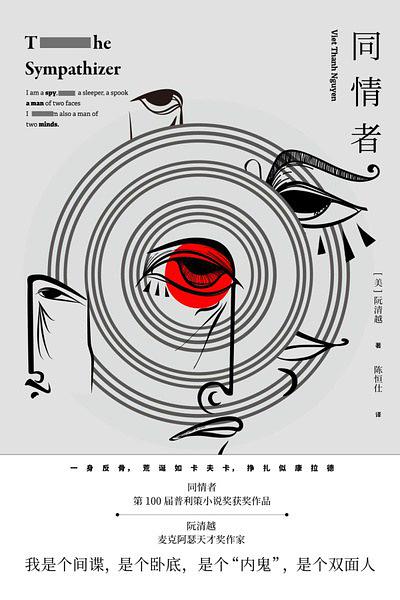 The
Sympathizer
I am a spy, a sleeper, a spook
a man of two faces
I am also a man of
two minds.
Viet Thanh Nguyen
同情者
[美]阮清越 著
陈恒仕 译
一身反骨，荒诞如卡夫卡，挣扎似康拉德
同情者
第 100 届普利策小说奖获奖作品
阮清越
麦克阿瑟天才奖作家
我是个间谍，是个卧底，是个“内鬼”，是个双面人